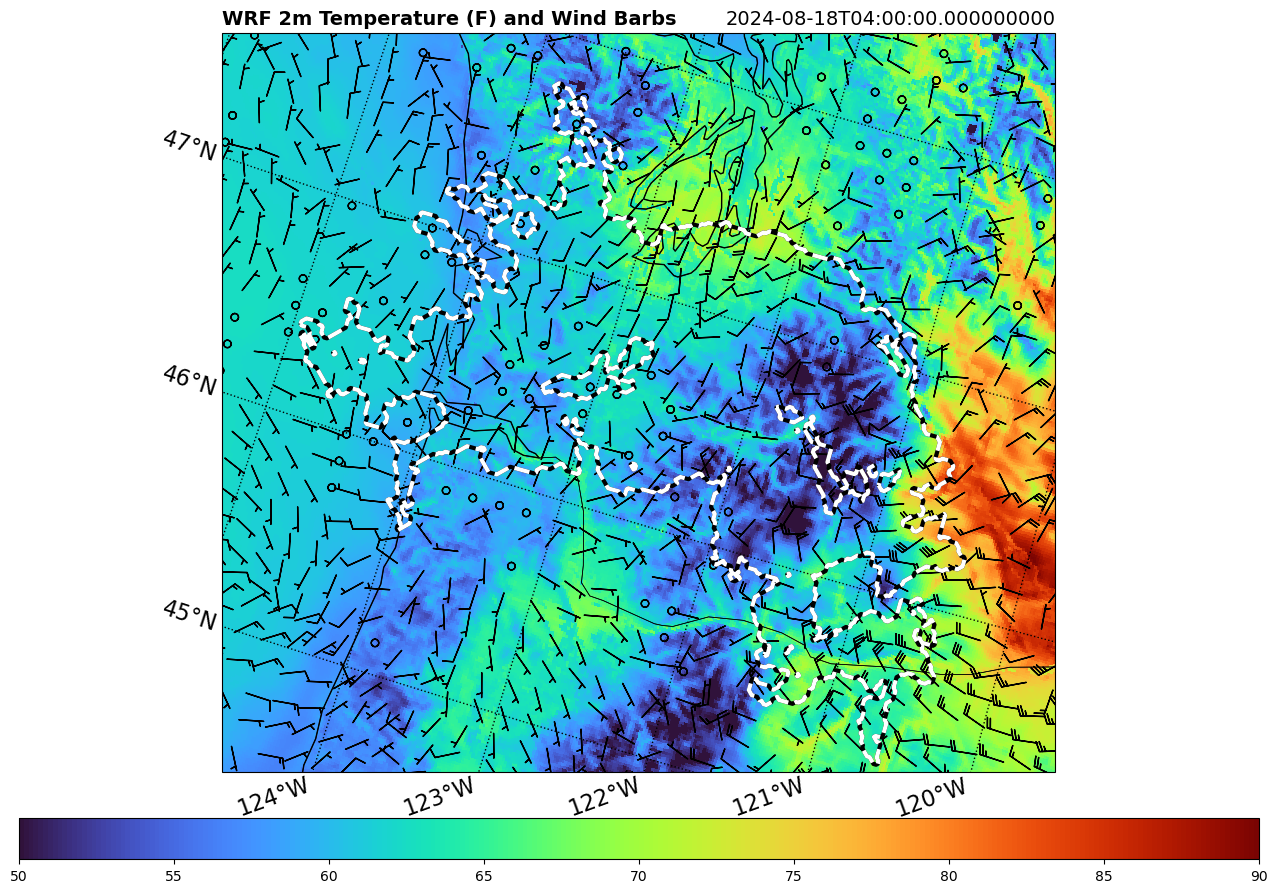 WRF 2m Temperature (F) and Wind Barbs 2024-08-18T04:00:00.000000000
47°N
46°N
45°N
124°W 123°W 122°W 121°W 120°W
50 55 60 65 70 75 80 85 90